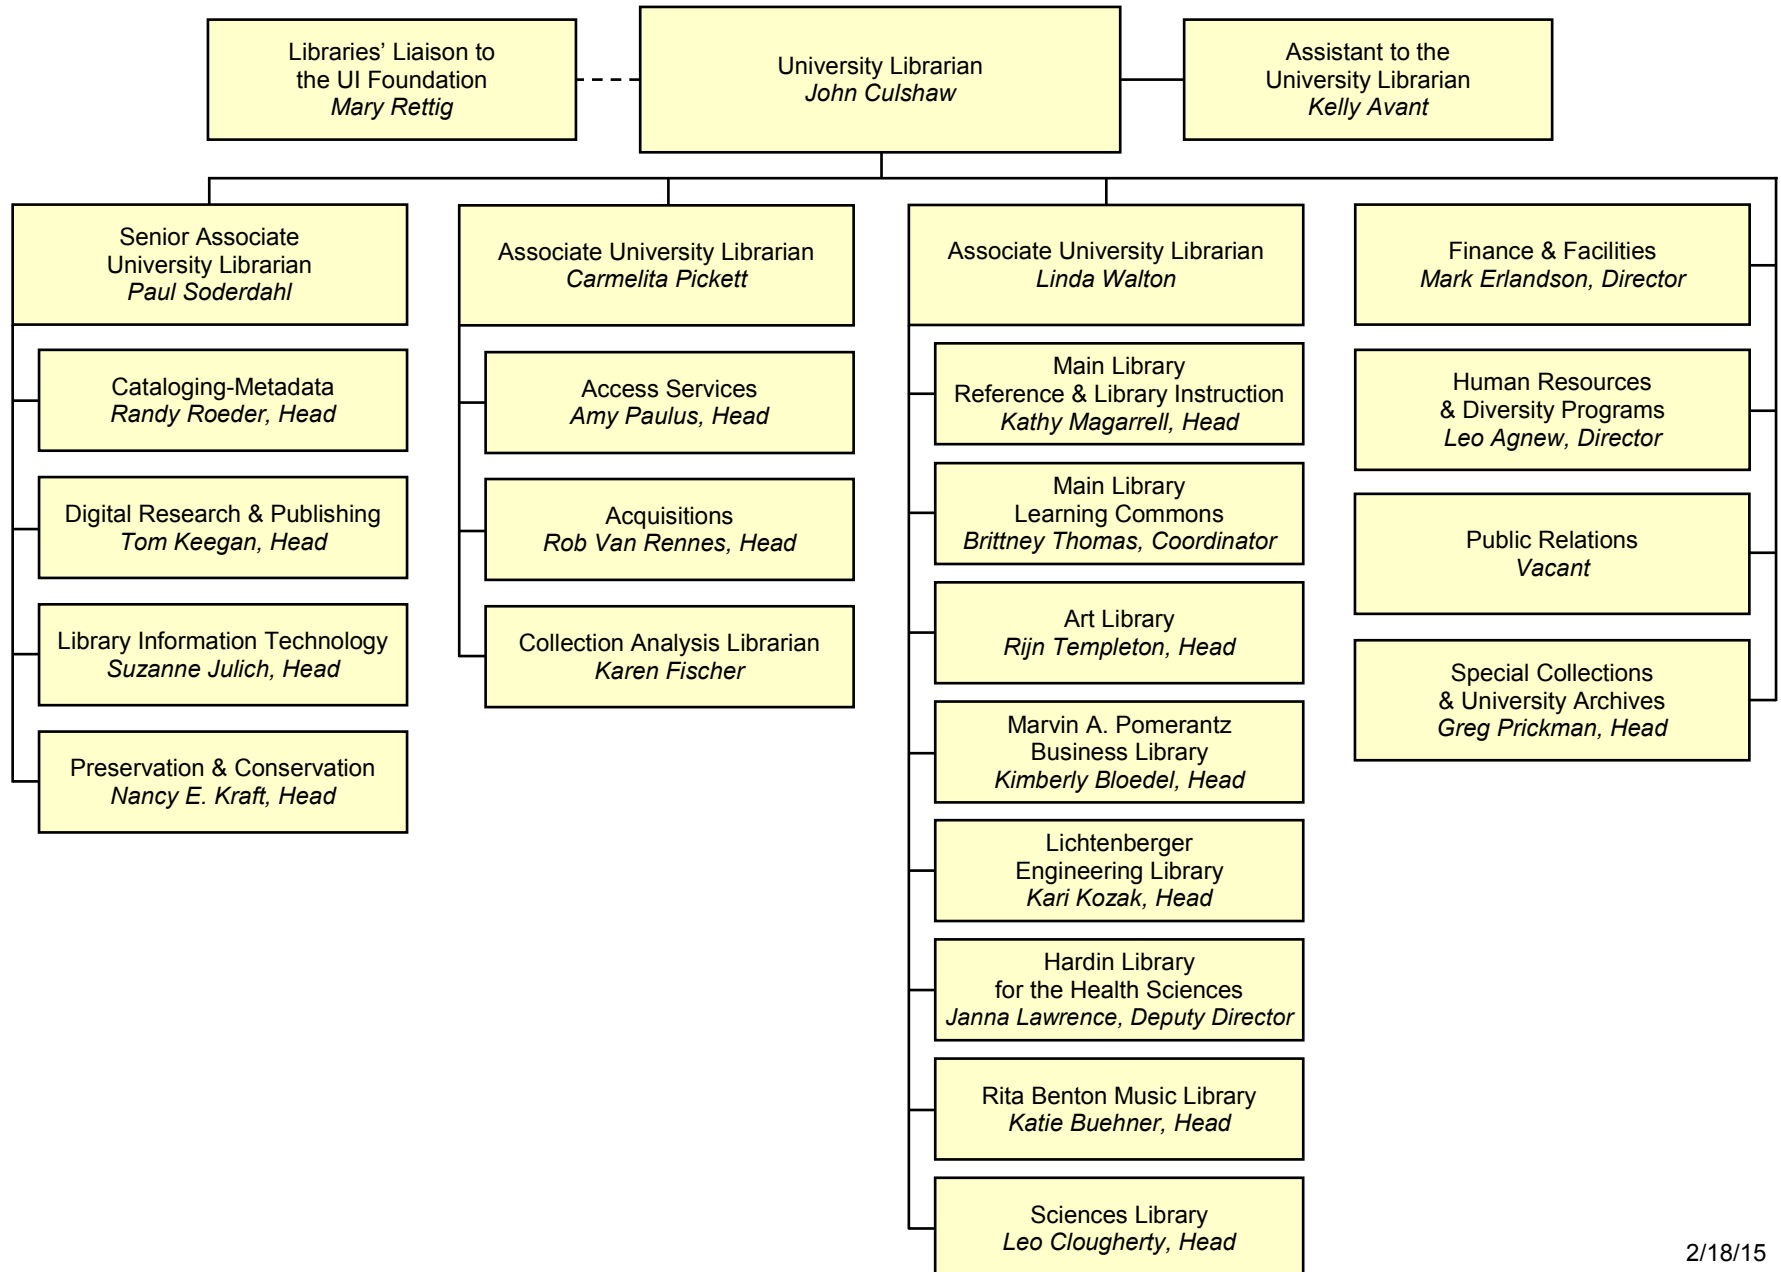 Libraries’ Liaison to
the UI Foundation
Mary Rettig
University Librarian
John Culshaw
Assistant to the
University Librarian
Kelly Avant
Senior Associate
University Librarian
Paul Soderdahl
Cataloging-Metadata
Randy Roeder, Head
Digital Research & Publishing
Tom Keegan, Head
Library Information Technology
Suzanne Julich, Head
Preservation & Conservation
Nancy E. Kraft, Head
Associate University Librarian
Carmelita Pickett
Access Services
Amy Paulus, Head
Acquisitions
Rob Van Rennes, Head
Collection Analysis Librarian
Karen Fischer
Associate University Librarian
Linda Walton
Main Library
Reference & Library Instruction
Kathy Magarrell, Head
Main Library
Learning Commons
Brittney Thomas, Coordinator
Art Library
Rijn Templeton, Head
Marvin A. Pomerantz
Business Library
Kimberly Bloedel, Head
Lichtenberger
Engineering Library
Kari Kozak, Head
Hardin Library
for the Health Sciences
Janna Lawrence, Deputy Director
Rita Benton Music Library
Katie Buehner, Head
Sciences Library
Leo Clougherty, Head
Finance & Facilities
Mark Erlandson, Director
Human Resources
& Diversity Programs
Leo Agnew, Director
Public Relations
Vacant
Special Collections
& University Archives
Greg Prickman, Head
2/18/15